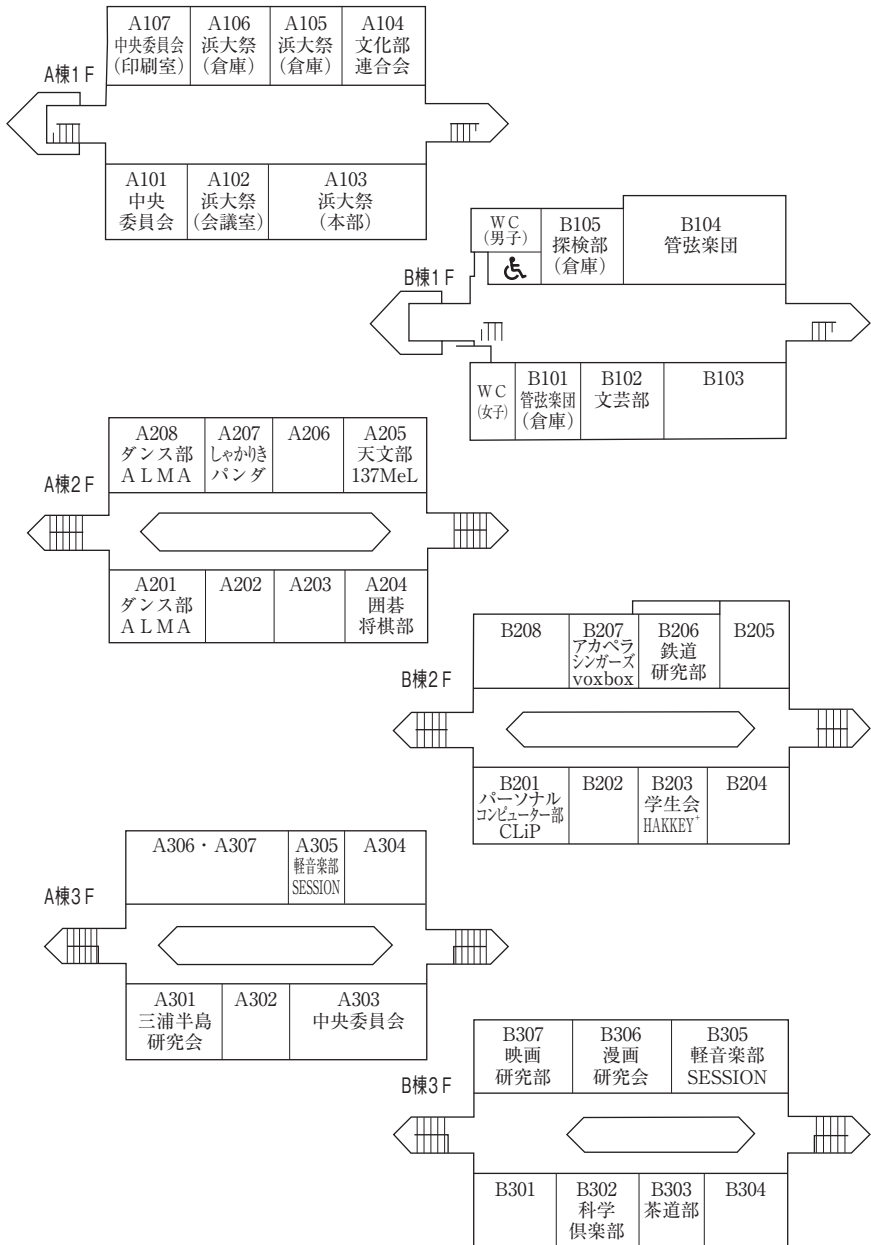 A棟1F
A107
中央委員会
(印刷室)
A106
浜大祭
(倉庫)
A105
浜大祭
(倉庫)
A104
文化部
連合会
A101
中央
委員会
A102
浜大祭
(会議室)
A103
浜大祭
(本部)
B棟1F
WC
(男子)
B105
探検部
(倉庫)
B104
管弦楽団
WC
(女子)
B101
管弦楽団
(倉庫)
B102
文芸部
B103
A棟2F
A208
ダンス部
ALMA
A207
しゃかりき
パンダ
A206
A205
天文部
137MeL
A201
ダンス部
ALMA
A202
A203
A204
囲碁
将棋部
B棟2F
B208
B207
アカペラ
シンガーズ
voxbox
B206
鉄道
研究部
B205
B201
パーソナル
コンピューター部
CLiP
B202
B203
学生会
HAKKEY⁺
B204
A棟3F
A306・A307
A305
軽音楽部
SESSION
A304
A301
三浦半島
研究会
A302
A303
中央委員会
B棟3F
B307
映画
研究部
B306
漫画
研究会
B305
軽音楽部
SESSION
B301
B302
科学
倶楽部
B303
茶道部
B304